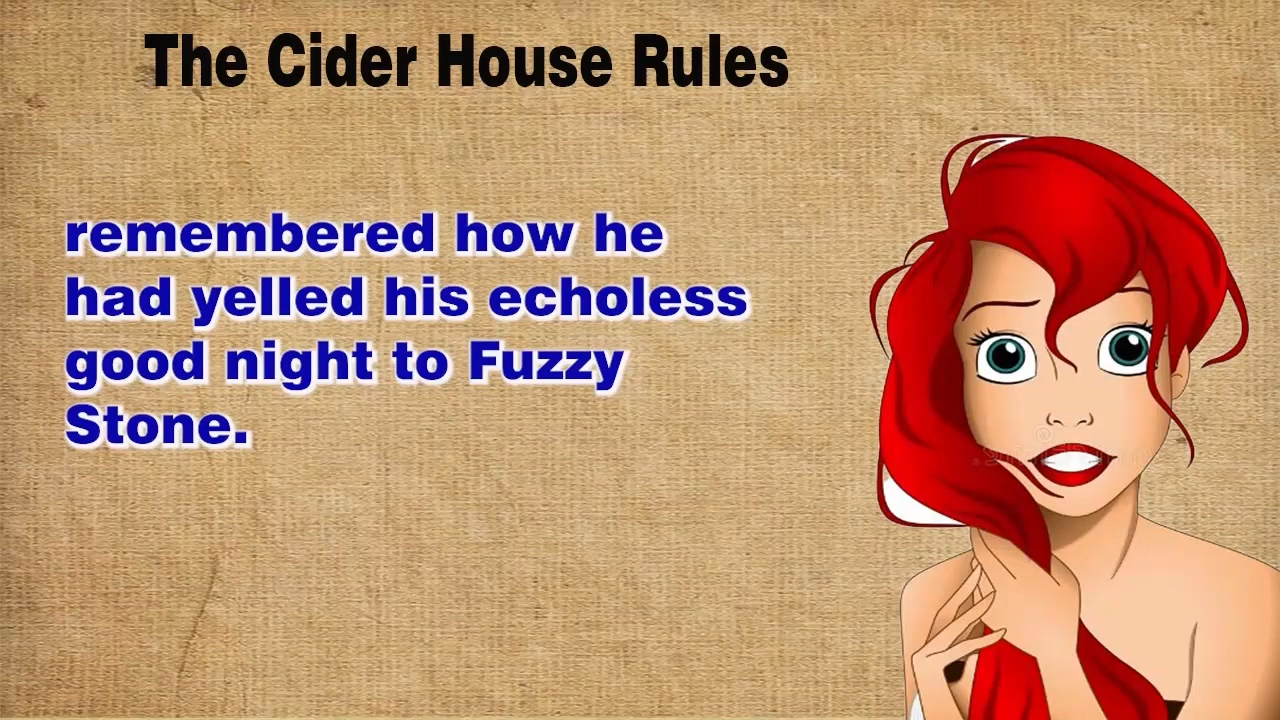 The Cider House Rules
remembered how he
had yelled his echoless
good night to Fuzzy
Stone.